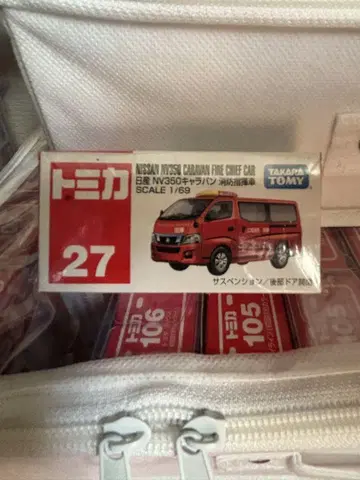 NISSAN NV350 CARAVAN FIRE CHIEF CAR
日産 NV350キャラバン 消防指揮車
SCALE 1/69
TAKARA
TOMY
トミカ
27
サスペンション/後部ドア開閉
トミカ
106
トミカ
105